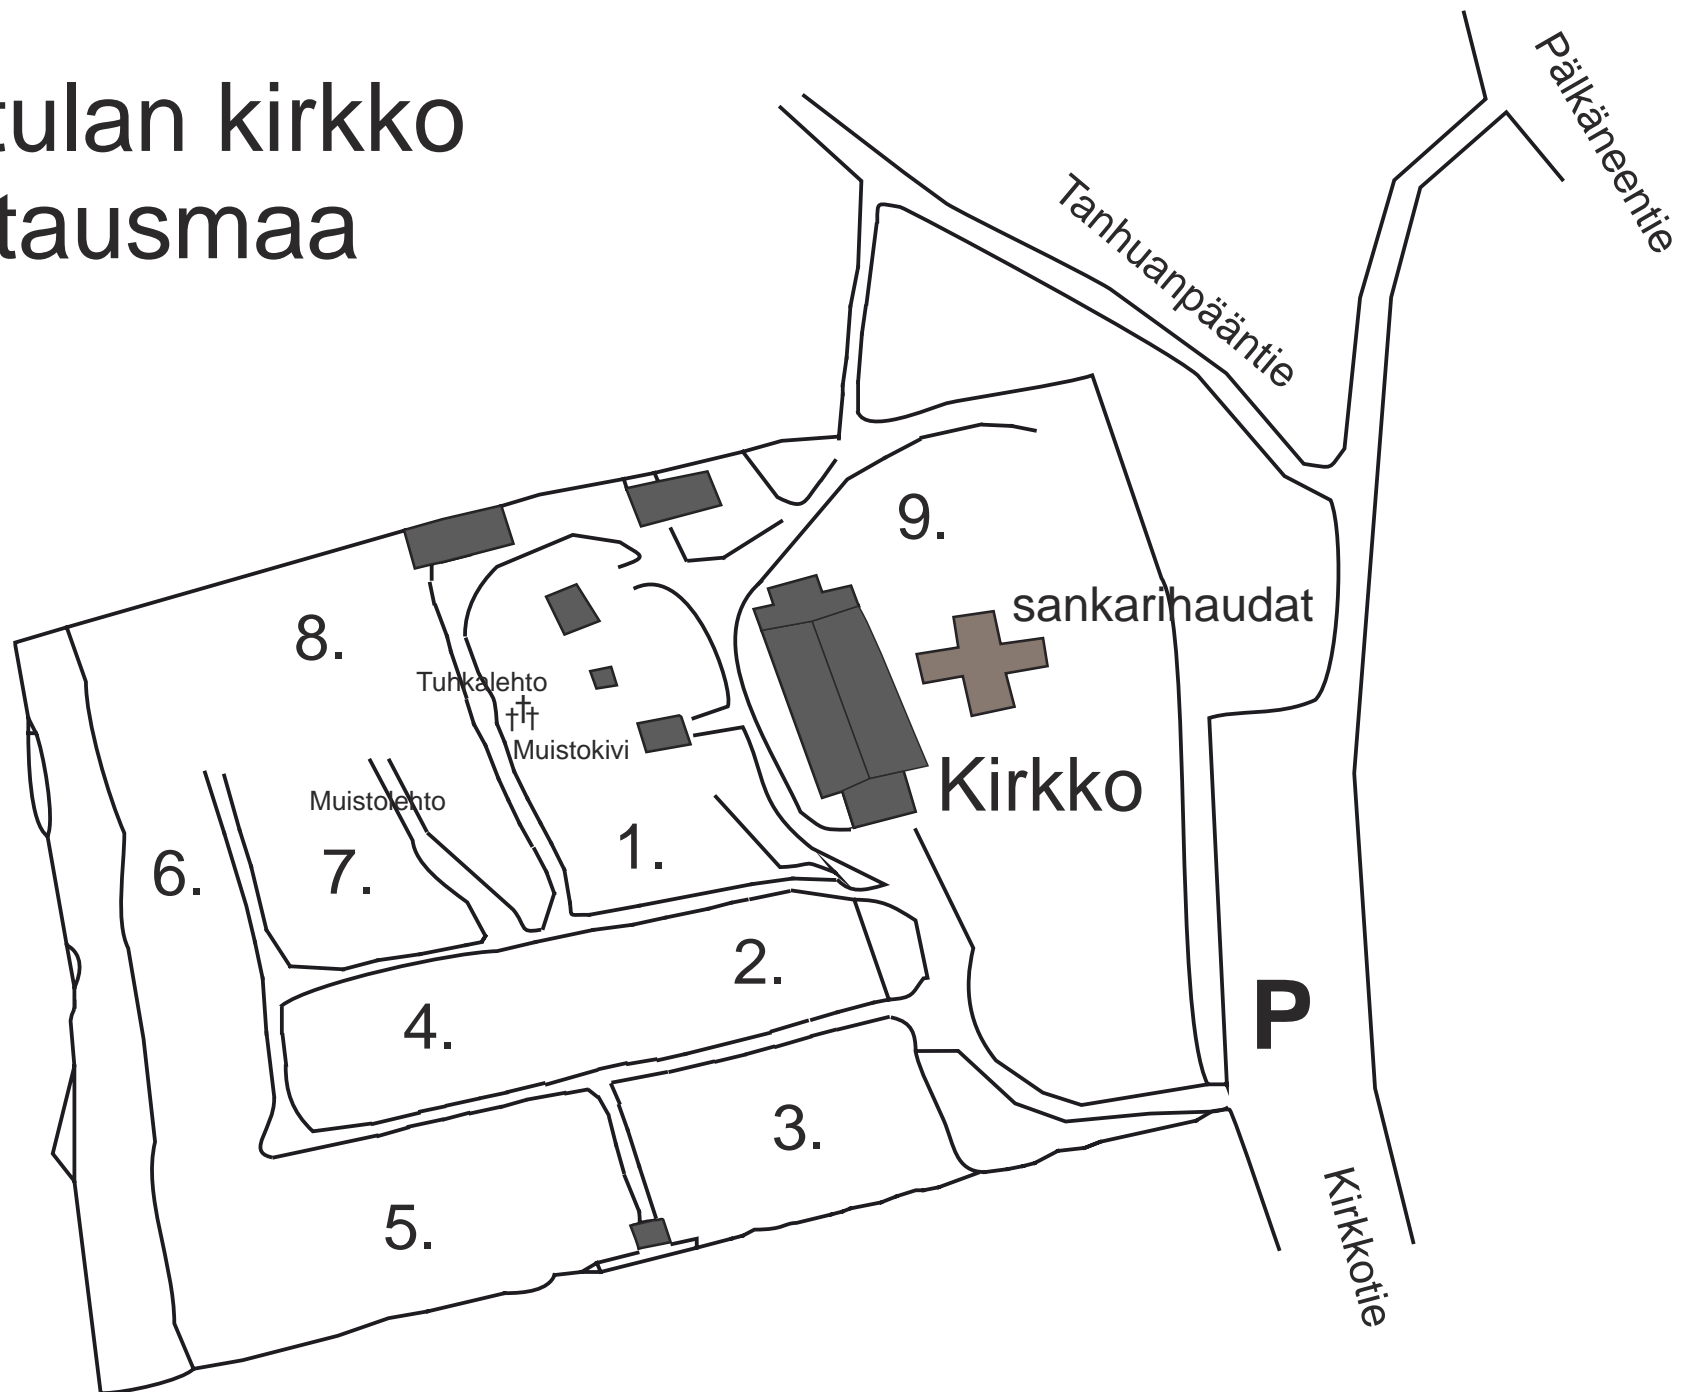 tulan kirkko
tausmaa
Pälkäneentie
Tanhuanpääntie
9.
sankarihaudat
8.
Tuhkalehto
Muistokivi
Kirkko
Muistolehto
1.
6.
7.
2.
P
4.
3.
5.
Kirkkotie